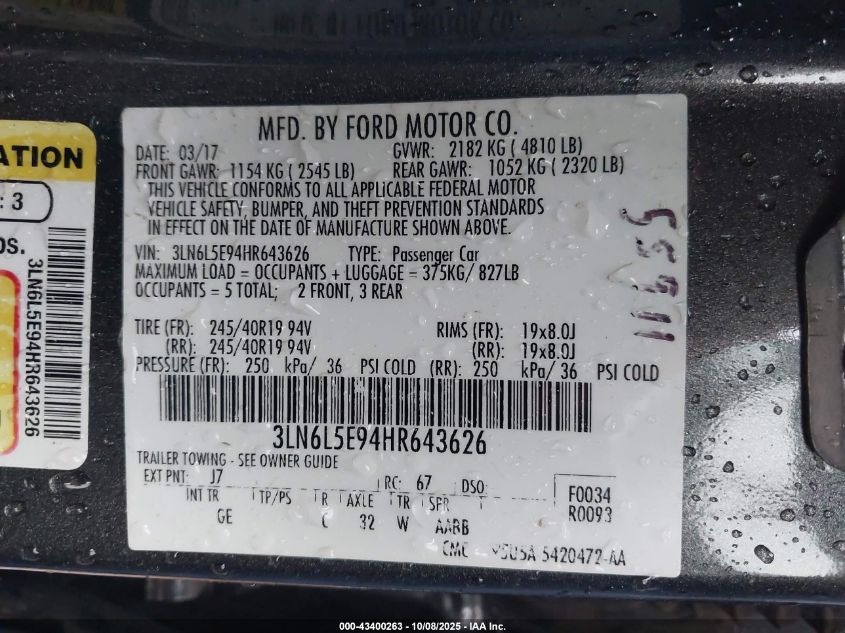 ATION
: 3
OS.
3LN6L5E94HR643626
MFD. BY FORD MOTOR CO.
DATE: 03/17 GVWR: 2182 KG ( 4810 LB)
FRONT GAWR: 1154 KG ( 2545 LB) REAR GAWR: 1052 KG ( 2320 LB)
THIS VEHICLE CONFORMS TO ALL APPLICABLE FEDERAL MOTOR
VEHICLE SAFETY, BUMPER, AND THEFT PREVENTION STANDARDS
IN EFFECT ON THE DATE OF MANUFACTURE SHOWN ABOVE.
VIN: 3LN6L5E94HR643626 TYPE: Passenger Car
MAXIMUM LOAD = OCCUPANTS + LUGGAGE = 375KG/ 827LB
OCCUPANTS = 5 TOTAL; 2 FRONT, 3 REAR
TIRE (FR): 245/40R19 94V RIMS (FR): 19x8.0J
(RR): 245/40R19 94V (RR): 19x8.0J
PRESSURE (FR): 250 kPa/ 36 PSI COLD (RR): 250 kPa/ 36 PSI COLD
3LN6L5E94HR643626
TRAILER TOWING - SEE OWNER GUIDE
EXT PNT: J7 RC: 67 DSO
INT TR TP/PS R AXLE TR SPR
GE C 32 W AARB
F0034
R0093
5420472-AA
000-43400263 - 10/08/2025 - IAA Inc.